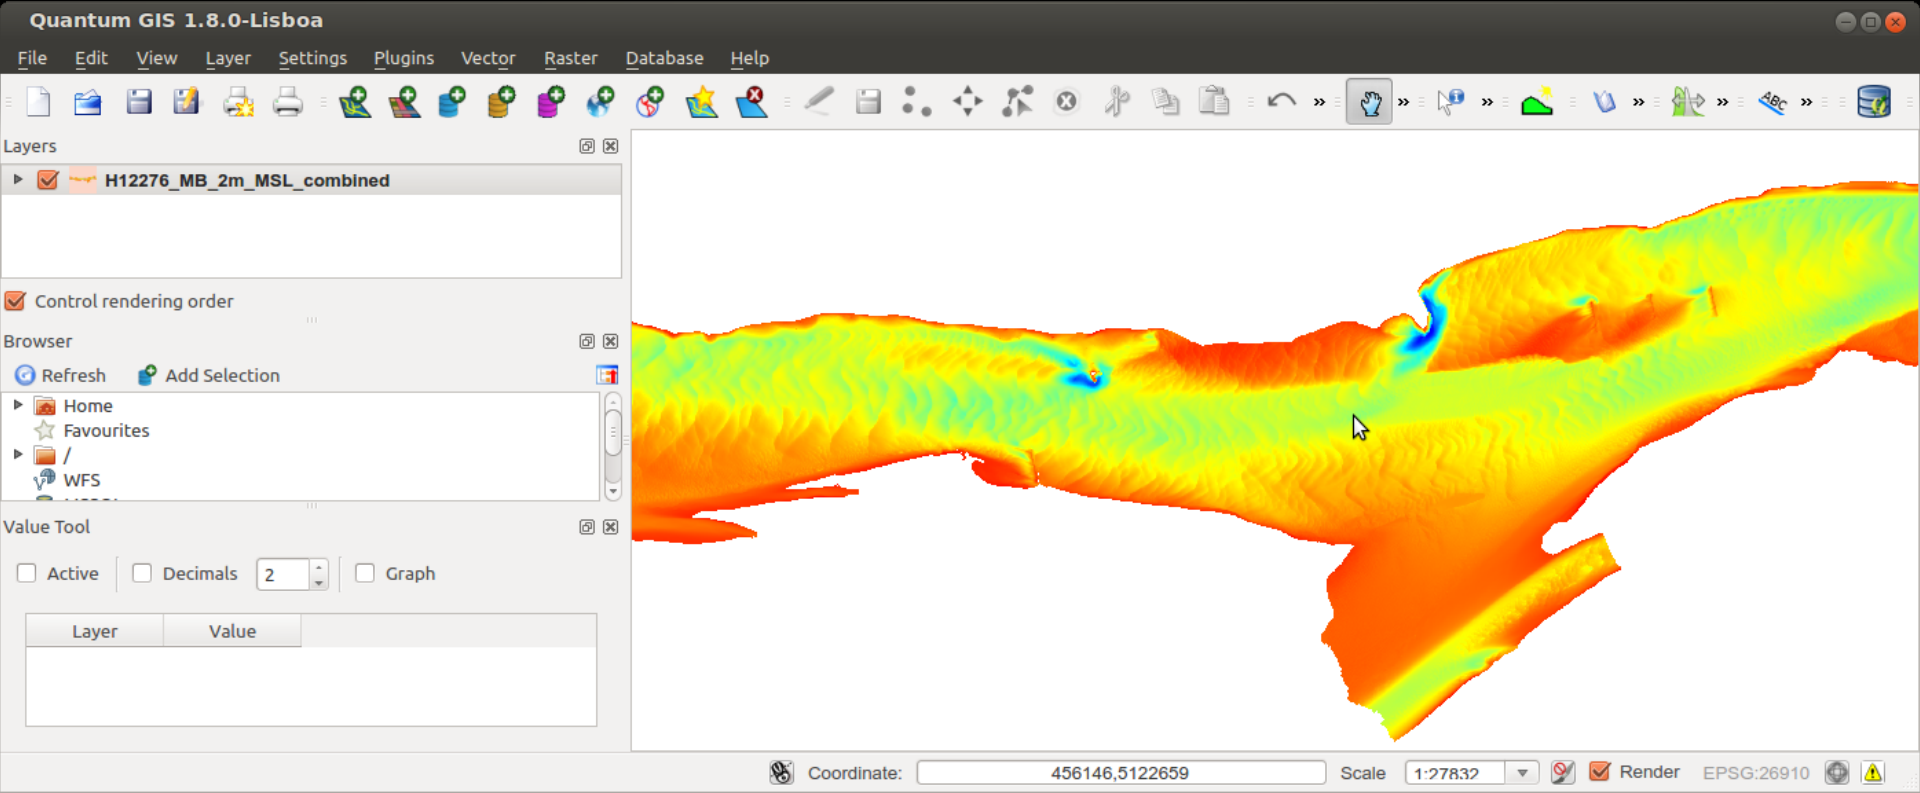 Quantum GIS 1.8.0-Lisboa
File Edit View Layer Settings Plugins Vector Raster Database Help
ABC
Layers
H12276_MB_2m_MSL_combined
Control rendering order
Browser
Refresh Add Selection
Home
Favourites
/
WFS
Value Tool
Active Decimals 2 Graph
Layer Value
Coordinate: 456146,5122659 Scale 1:27832 Render EPSG:26910